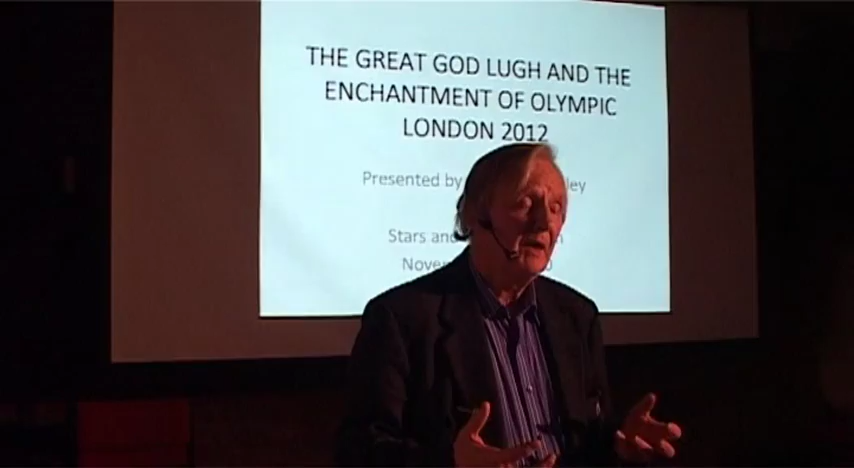 THE GREAT GOD LUGH AND THE
ENCHANTMENT OF OLYMPIC
LONDON 2012
Presented by
Stars and